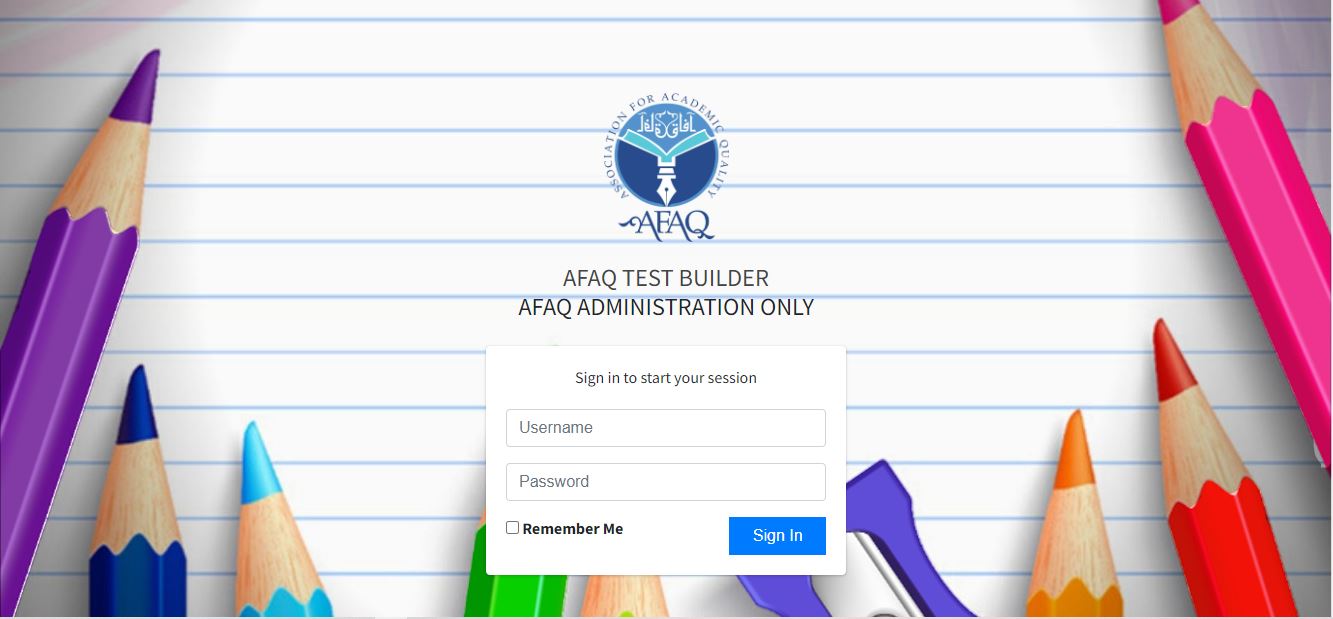 ASSOCIATION FOR ACADEMIC QUALITY
آفاق
AFAQ
AFAQ TEST BUILDER
AFAQ ADMINISTRATION ONLY
Sign in to start your session
Username
Password
Remember Me
Sign In